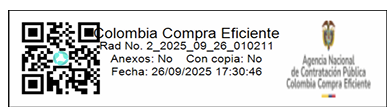 Colombia Compra Eficiente
Rad No. 2_2025_09_26_010211
Anexos: No Con copia: No
Fecha: 26/09/2025 17:30:46
Agencia Nacional
de Contratación Pública
Colombia Compra Eficiente